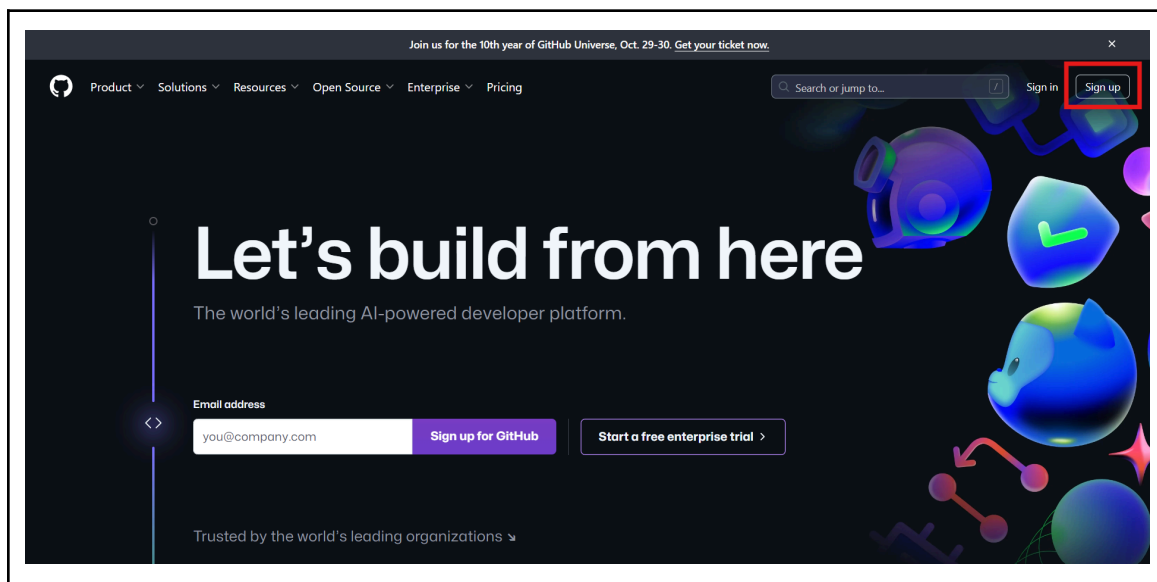 Join us for the 10th year of GitHub Universe, Oct. 29-30. Get your ticket now.
Product Solutions Resources Open Source Enterprise Pricing Search or jump to... / Sign in Sign up
Let's build from here
The world's leading AI-powered developer platform.
Email address
you@company.com Sign up for GitHub Start a free enterprise trial >
Trusted by the world's leading organizations ↘